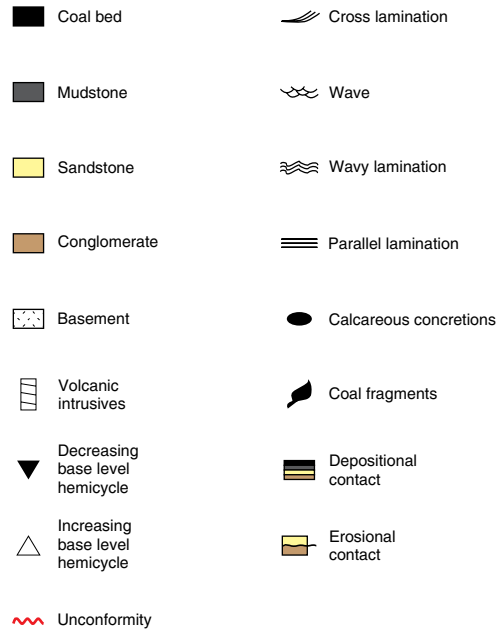 Coal bed
Mudstone
Sandstone
Conglomerate
Basement
Volcanic
intrusives
Decreasing
base level
hemicycle
Increasing
base level
hemicycle
Unconformity
Cross lamination
Wave
Wavy lamination
Parallel lamination
Calcareous concretions
Coal fragments
Depositional
contact
Erosional
contact